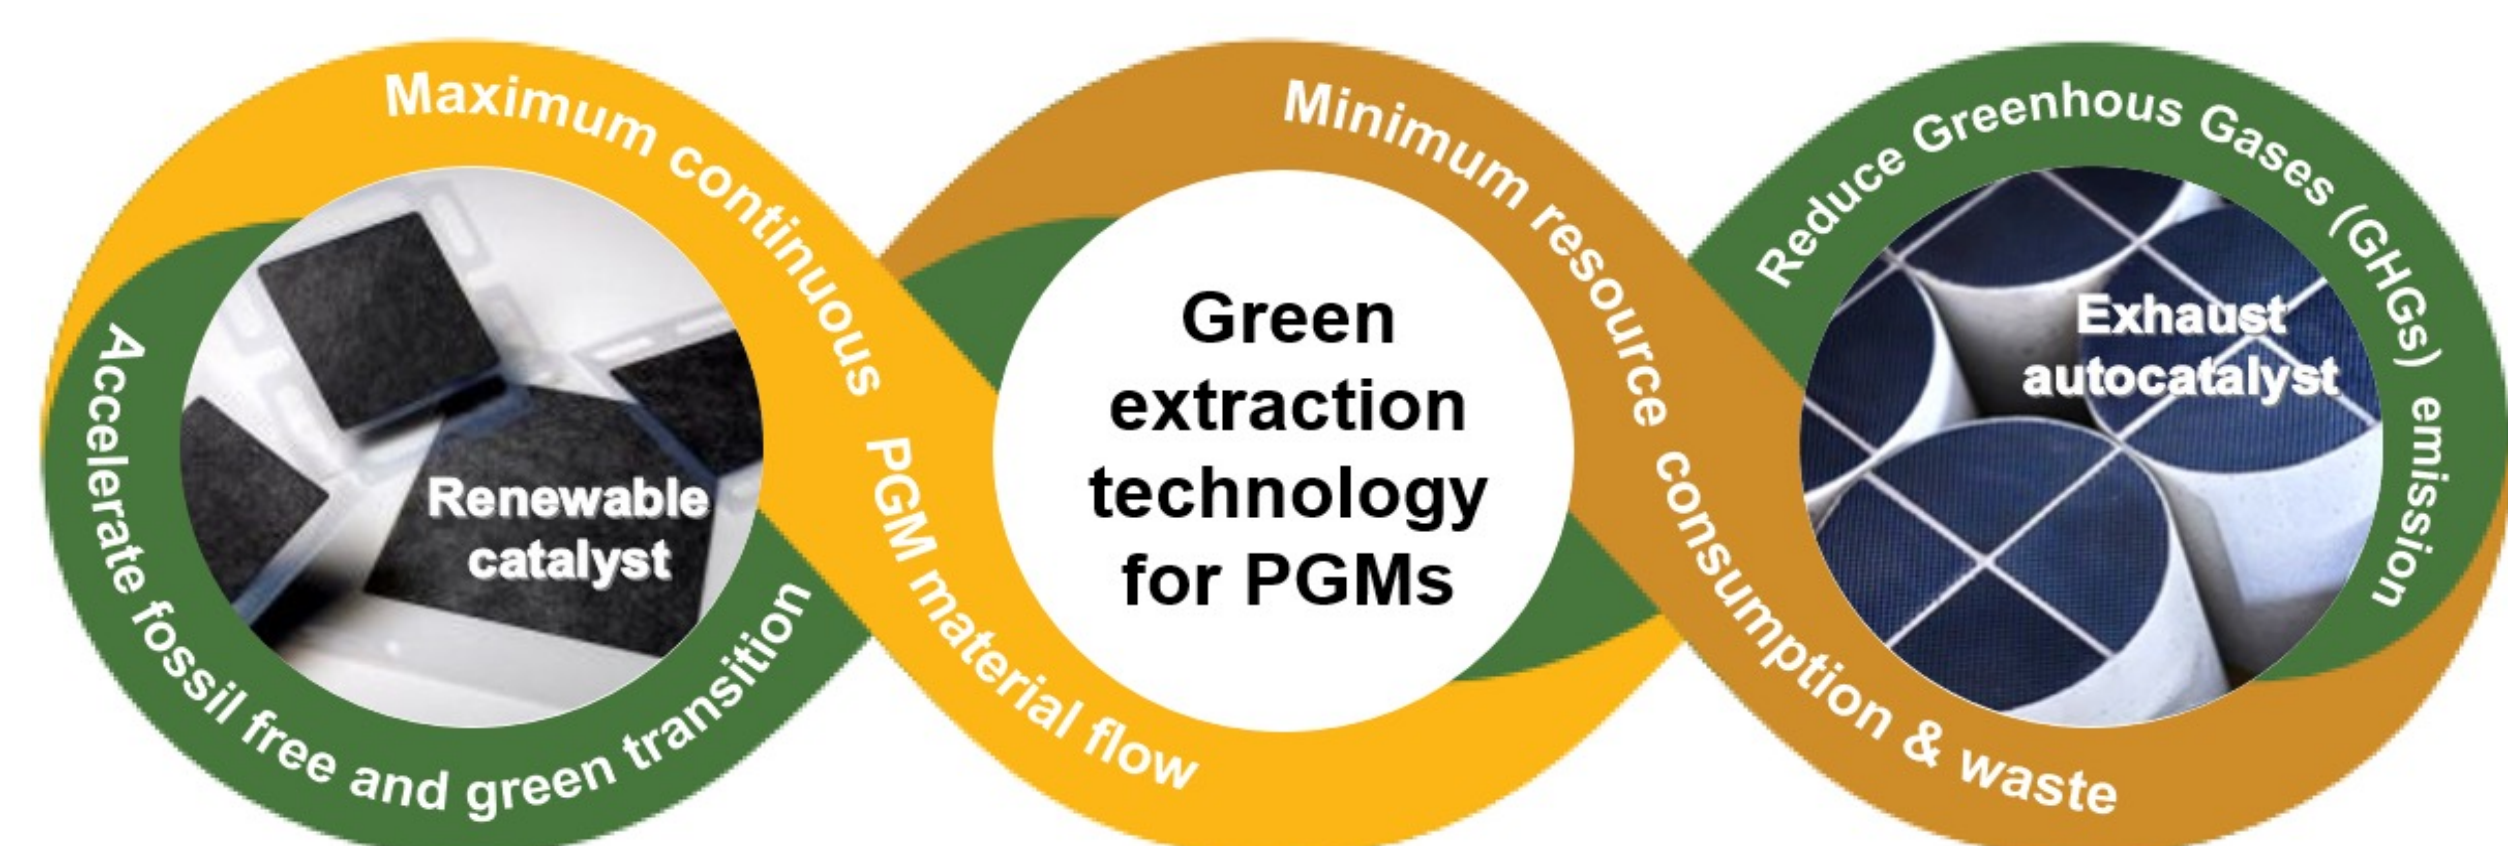 Maximum continuous PGM material flow
Accelerate fossil free and green transition
Renewable
catalyst
Green
extraction
technology
for PGMs
Minimum resource consumption & waste
Reduce Greenhous Gases (GHGs) emission
Exhaust
autocatalyst